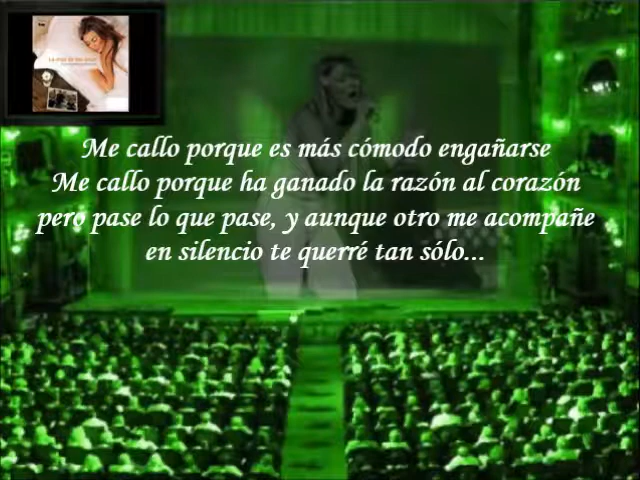 Me callo porque es más cómodo engañarse
Me callo porque ha ganado la razón al corazón
pero pase lo que pase, y aunque otro me acompañe
en silencio te querré tan sólo...